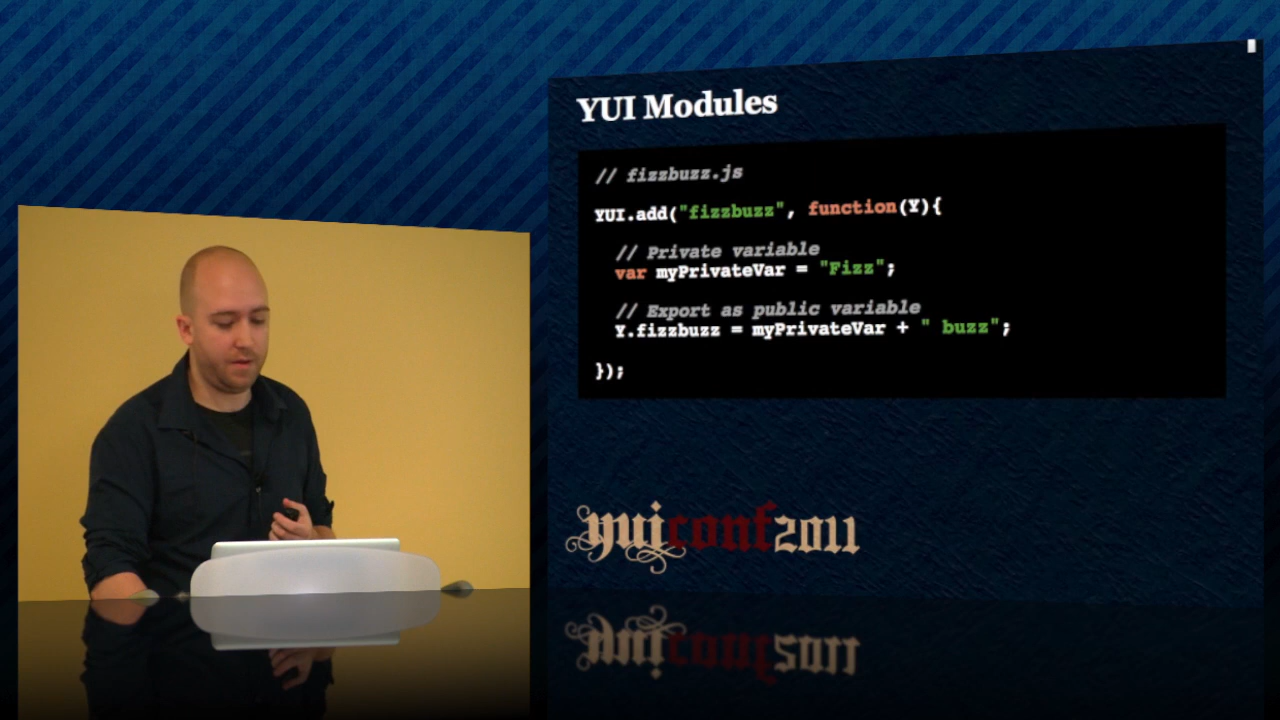 YUI Modules
// fizzbuzz.js
YUI.add("fizzbuzz", function(Y){
// Private variable
var myPrivateVar = "Fizz";
// Export as public variable
Y.fizzbuzz = myPrivateVar + " buzz";
});
yuiconf2011